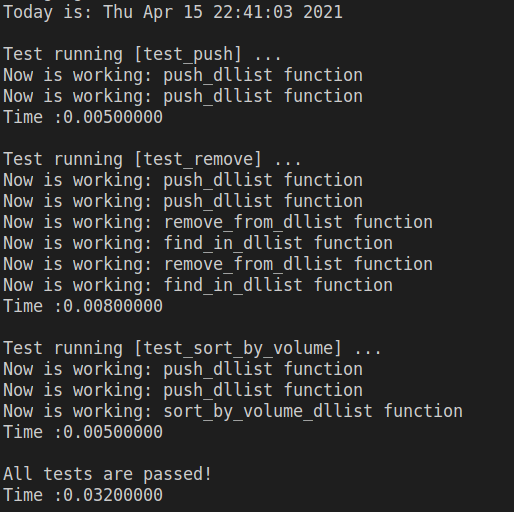 Today is: Thu Apr 15 22:41:03 2021
Test running [test_push] ...
Now is working: push_dllist function
Now is working: push_dllist function
Time :0.00500000
Test running [test_remove] ...
Now is working: push_dllist function
Now is working: push_dllist function
Now is working: remove_from_dllist function
Now is working: find_in_dllist function
Now is working: remove_from_dllist function
Now is working: find_in_dllist function
Time :0.00800000
Test running [test_sort_by_volume] ...
Now is working: push_dllist function
Now is working: push_dllist function
Now is working: sort_by_volume_dllist function
Time :0.00500000
All tests are passed!
Time :0.03200000